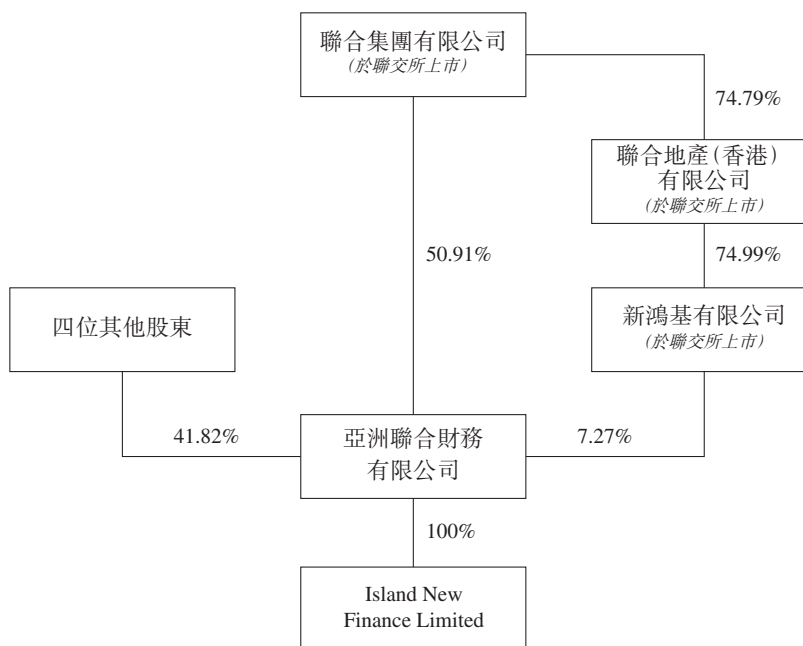 聯合集團有限公司
(於聯交所上市)
74.79%
聯合地產(香港)
有限公司
(於聯交所上市)
50.91%
74.99%
四位其他股東
新鴻基有限公司
(於聯交所上市)
41.82%
亞洲聯合財務
有限公司
7.27%
100%
Island New
Finance Limited